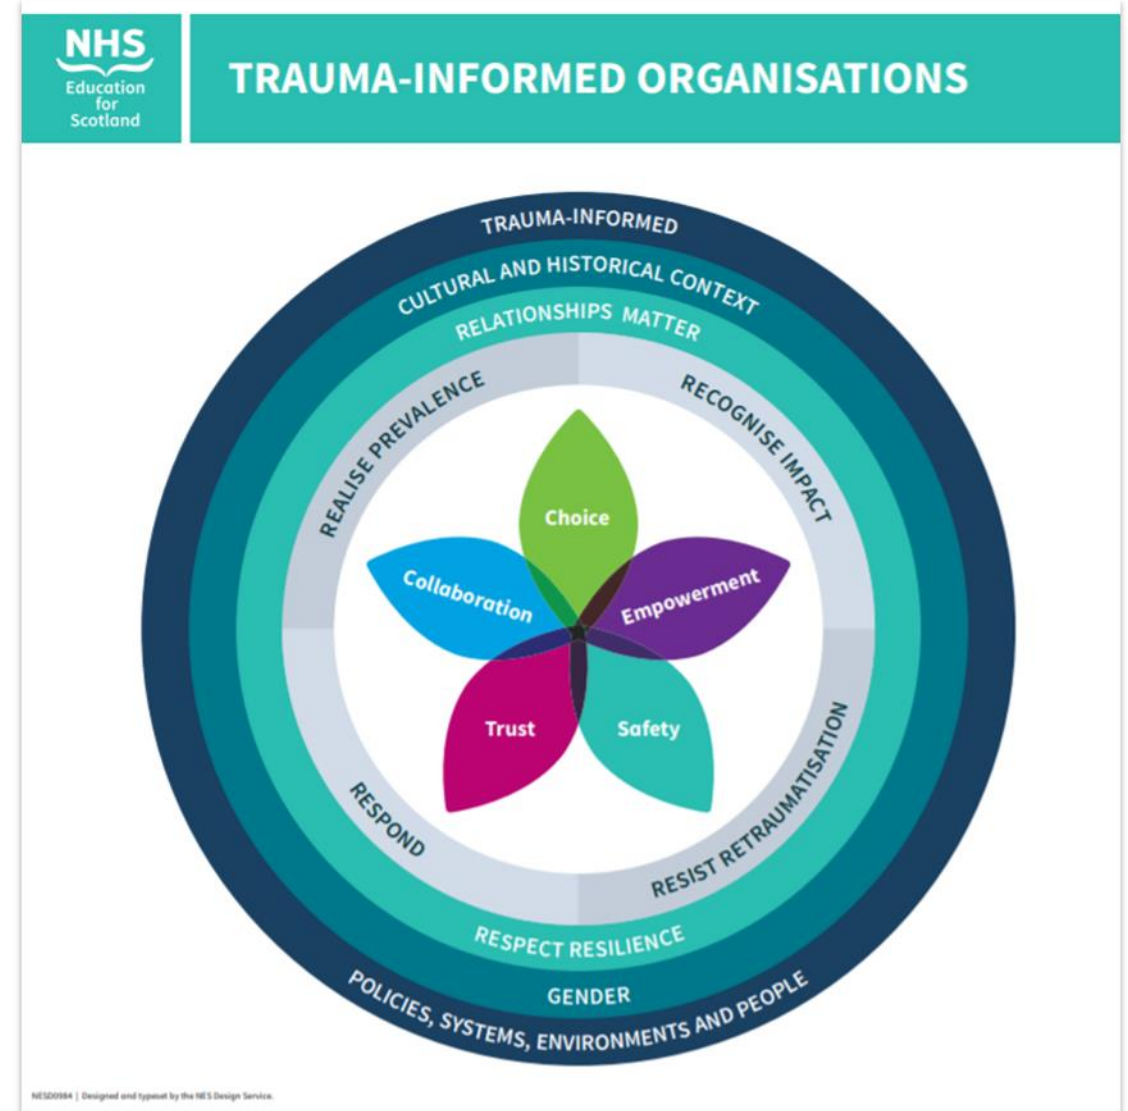 NHS
Education
for
Scotland
TRAUMA-INFORMED ORGANISATIONS
TRAUMA-INFORMED
CULTURAL AND HISTORICAL CONTEXT
RELATIONSHIPS MATTER
REALISE PREVALENCE
RECOGNISE IMPACT
Choice
Collaboration
Empowerment
Trust
Safety
RESPOND
RESIST RETRAUMATISATION
RESPECT RESILIENCE
GENDER
POLICIES, SYSTEMS, ENVIRONMENTS AND PEOPLE
NESD0984 | Designed and typeset by the NES Design Service.